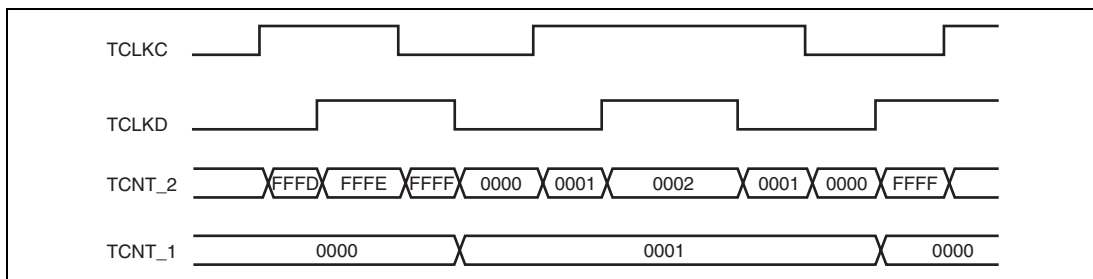 TCLKC
TCLKD
TCNT_2 FFFD FFFE FFFF 0000 0001 0002 0001 0000 FFFF
TCNT_1 0000 0001 0000